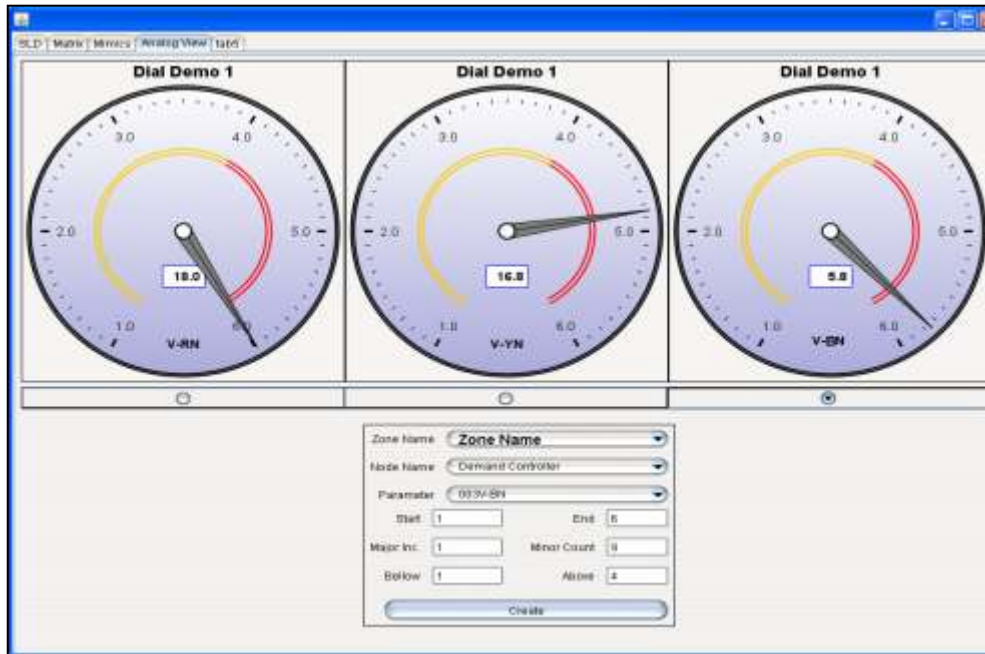 SLD Matrix Mimics Analog View tab5
Dial Demo 1
3.0 4.0
2.0 5.0
18.0
1.0 6.0
V-RN
Dial Demo 1
3.0 4.0
2.0 5.0
16.8
1.0 6.0
V-YN
Dial Demo 1
3.0 4.0
2.0 5.0
5.8
1.0 6.0
V-BN
Zone Name Zone Name
Node Name Demand Controller
Parameter 003V-BN
Start 1 End 6
Major Inc. 1 Minor Count 9
Bellow 1 Above 4
Create